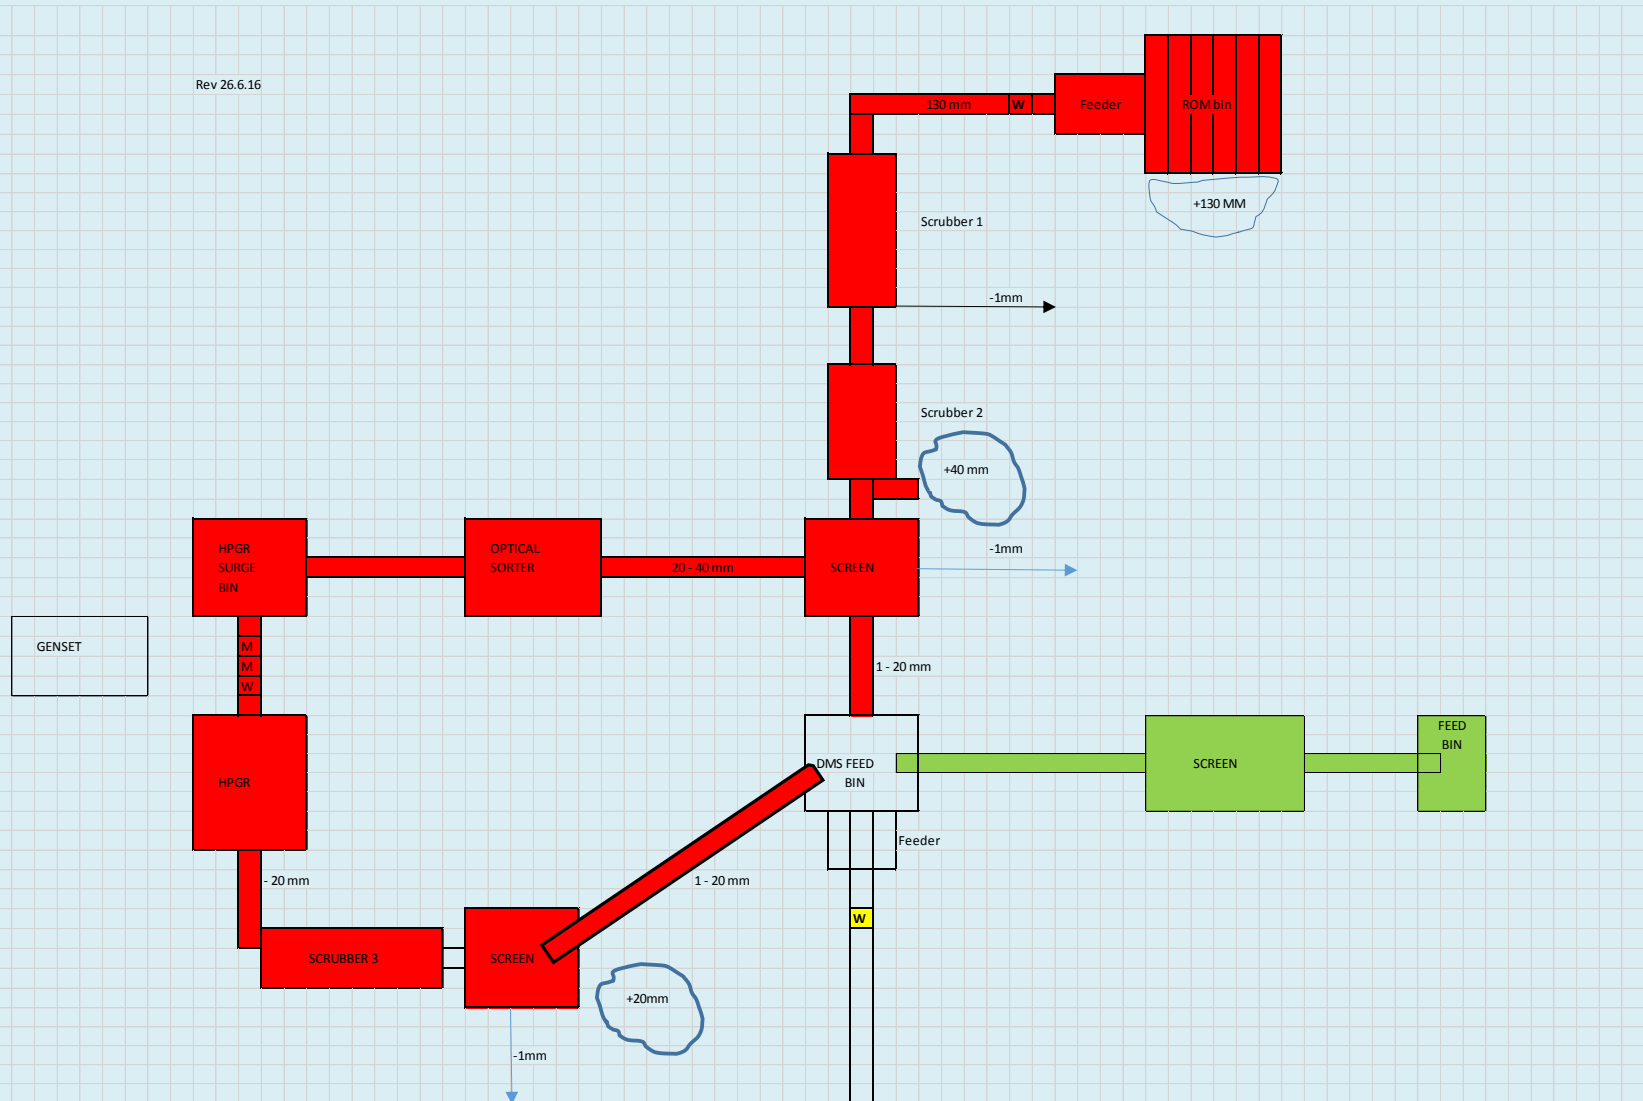 Rev 26.6.16
-130 mm
W
Feeder
ROM bin
+130 MM
Scrubber 1
-1mm
Scrubber 2
+40 mm
HPGR
SURGE
BIN
OPTICAL
SORTER
20 - 40 mm
SCREEN
-1mm
GENSET
M
M
W
1 - 20 mm
HPGR
DMS FEED
BIN
SCREEN
FEED
BIN
Feeder
- 20 mm
1 - 20 mm
W
SCRUBBER 3
SCREEN
+20mm
-1mm